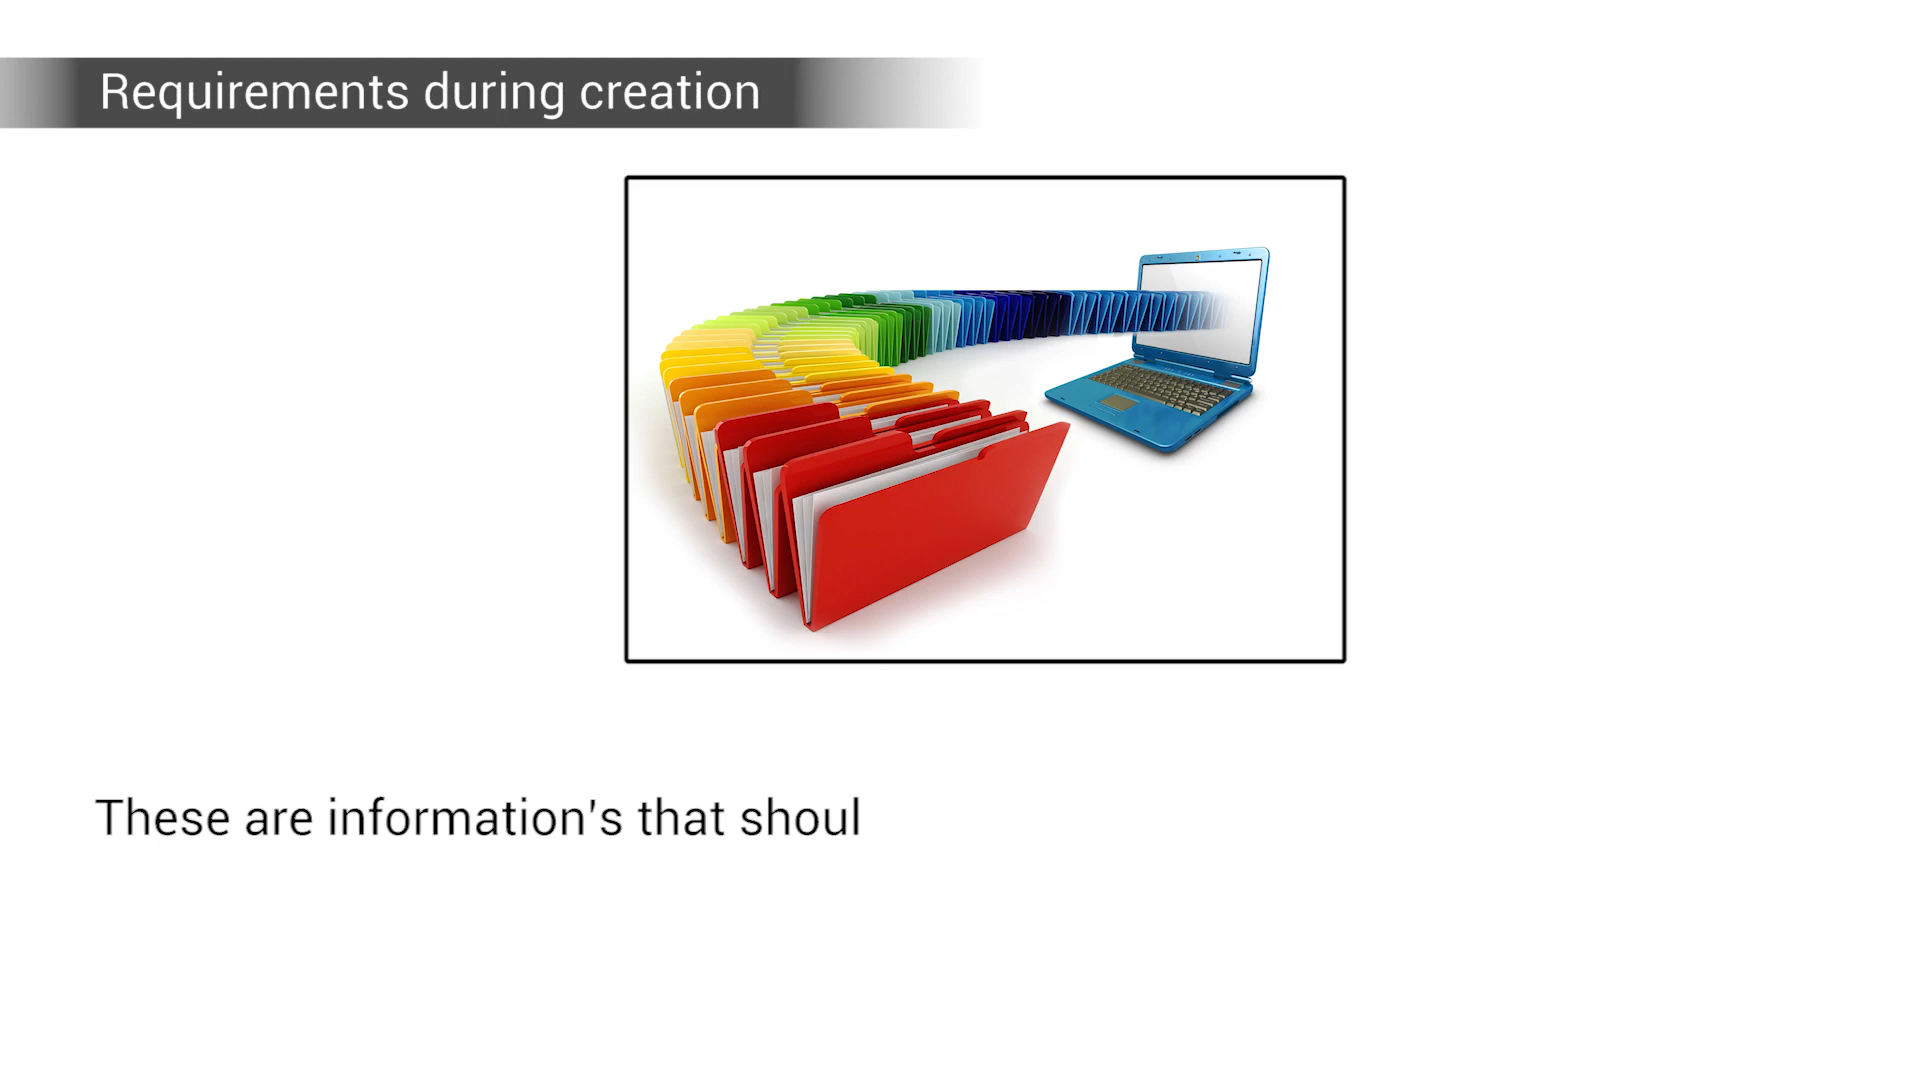 Requirements during creation
These are information's that shoul